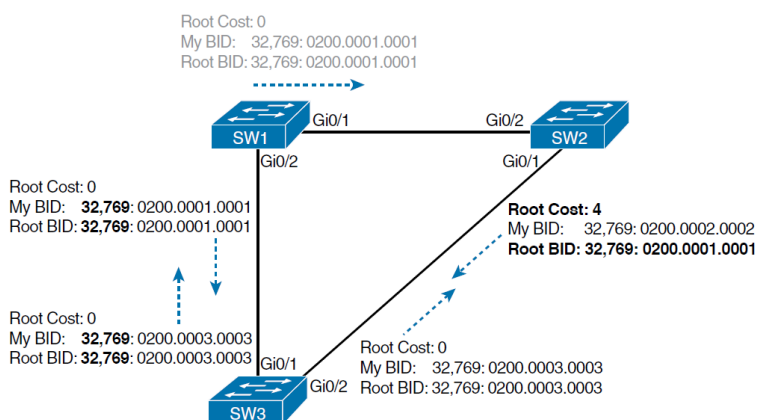 Root Cost: 0
My BID: 32,769: 0200.0001.0001
Root BID: 32,769: 0200.0001.0001
Gi0/1
Gi0/2
SW1
SW2
Gi0/2
Gi0/1
Root Cost: 0
My BID: 32,769: 0200.0001.0001
Root BID: 32,769: 0200.0001.0001
Root Cost: 4
My BID: 32,769: 0200.0002.0002
Root BID: 32,769: 0200.0001.0001
Root Cost: 0
My BID: 32,769: 0200.0003.0003
Root BID: 32,769: 0200.0003.0003
Root Cost: 0
My BID: 32,769: 0200.0003.0003
Root BID: 32,769: 0200.0003.0003
Gi0/1
Gi0/2
SW3